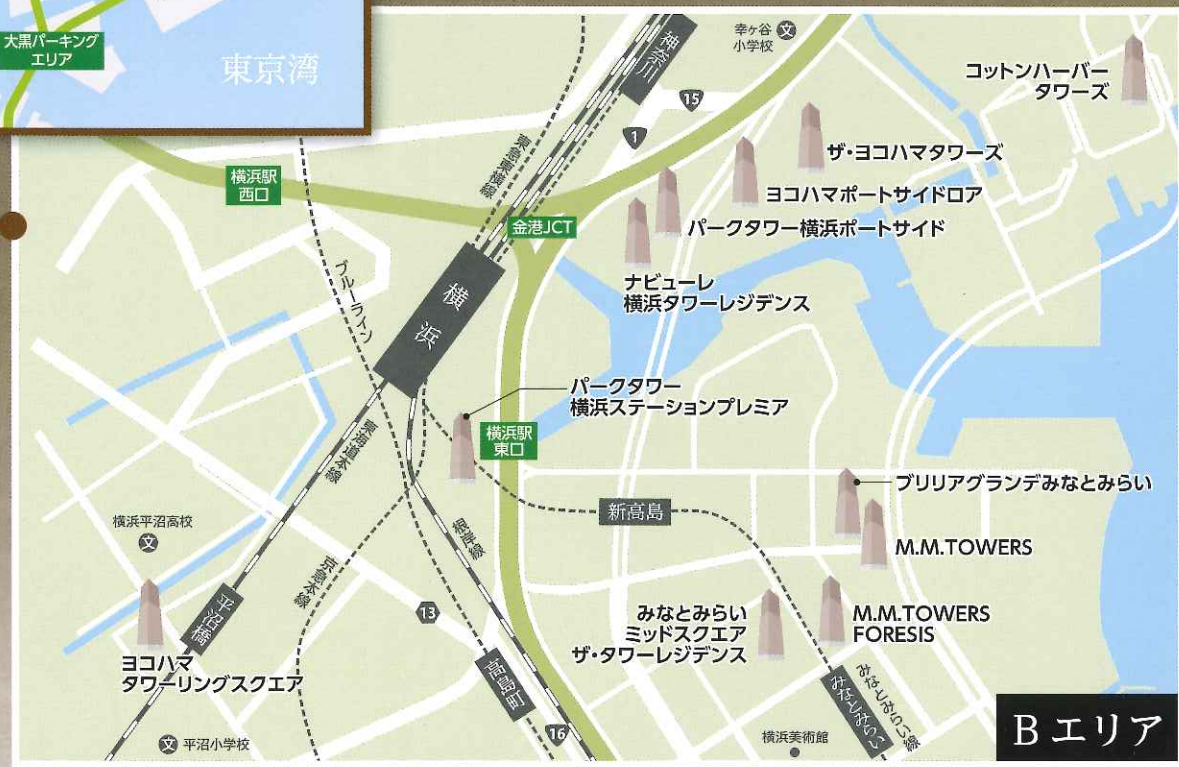 大黒パーキング
エリア
東京湾
幸ヶ谷
小学校
文
神奈川
コットンハーバー
タワーズ
15
1
東急東横線
ザ・ヨコハマタワーズ
横浜駅
西口
ヨコハマポートサイドロア
金港JCT
パークタワー横浜ポートサイド
ブルーライン
横浜
ナビューレ
横浜タワーレジデンス
パークタワー
横浜ステーションプレミア
東海道本線
横浜駅
東口
ブリリアグランデみなとみらい
新高島
横浜平沼高校
文
根岸線
M.M.TOWERS
京急本線
平沼橋
13
みなとみらい
ミッドスクエア
ザ・タワーレジデンス
M.M.TOWERS
FORESIS
ヨコハマ
タワーリングスクエア
高島町
みなとみらい
みなとみらい線
文 平沼小学校
16
横浜美術館
B エリア